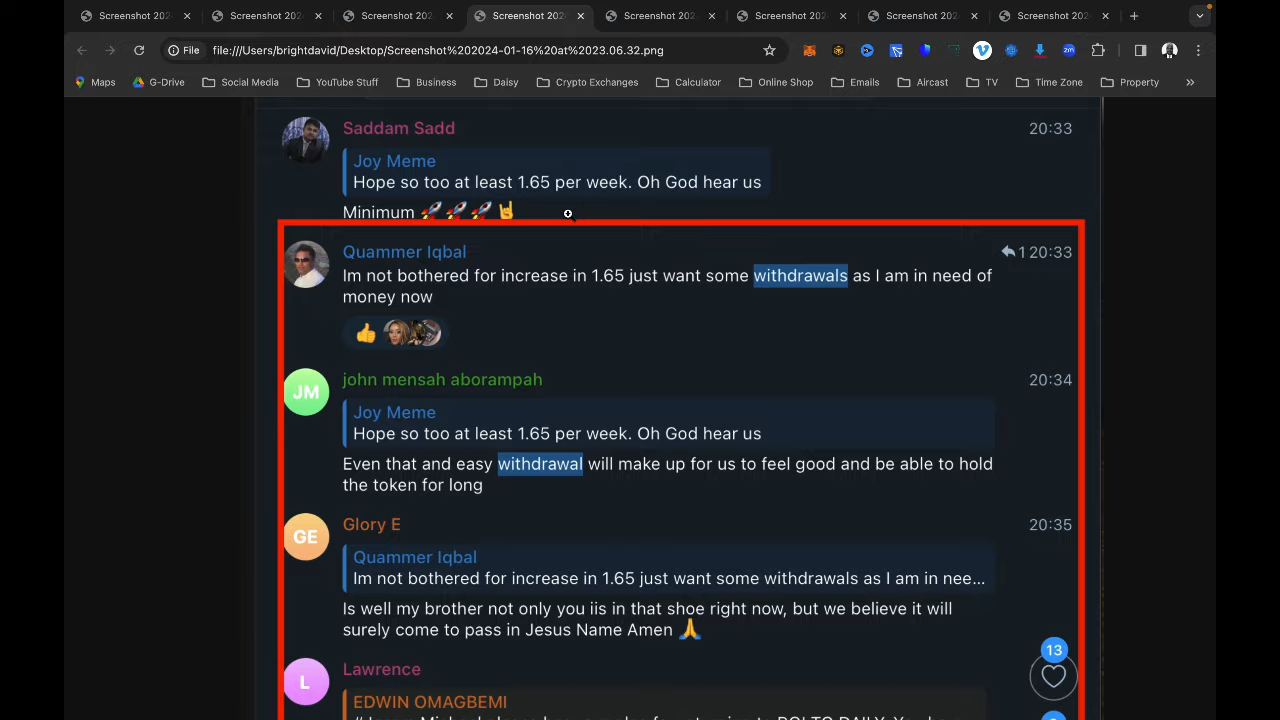 Screenshot 202
Screenshot 202
Screenshot 202
Screenshot 202
Screenshot 202
Screenshot 202
Screenshot 202
Screenshot 202
File file:///Users/brightdavid/Desktop/Screenshot%202024-01-16%20at%2023.06.32.png
Maps G-Drive Social Media YouTube Stuff Business Daisy Crypto Exchanges Calculator Online Shop Emails Aircast TV Time Zone Property »
Saddam Sadd 20:33
Joy Meme
Hope so too at least 1.65 per week. Oh God hear us
Minimum 🚀🚀🚀🤘
Quammer Iqbal 1 20:33
Im not bothered for increase in 1.65 just want some withdrawals as I am in need of
money now
👍
JM
john mensah aborampah 20:34
Joy Meme
Hope so too at least 1.65 per week. Oh God hear us
Even that and easy withdrawal will make up for us to feel good and be able to hold
the token for long
GE
Glory E 20:35
Quammer Iqbal
Im not bothered for increase in 1.65 just want some withdrawals as I am in nee...
Is well my brother not only you iis in that shoe right now, but we believe it will
surely come to pass in Jesus Name Amen 🙏
13
L
Lawrence
EDWIN OMAGBEMI